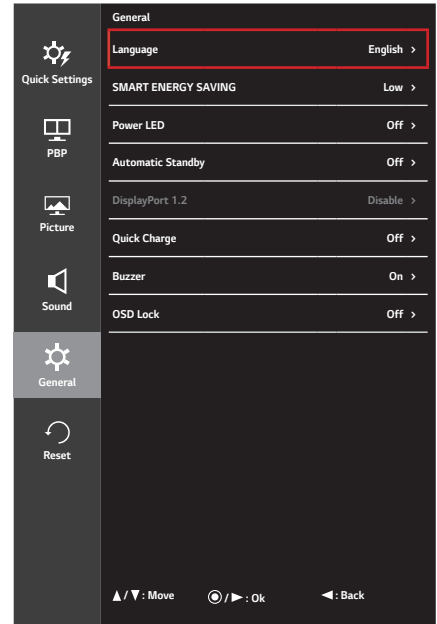 General
Quick Settings
PBP
Picture
Sound
General
Reset
Language English >
SMART ENERGY SAVING Low >
Power LED Off >
Automatic Standby Off >
DisplayPort 1.2 Disable >
Quick Charge Off >
Buzzer On >
OSD Lock Off >
▲/▼: Move ◉/►: Ok ◄: Back